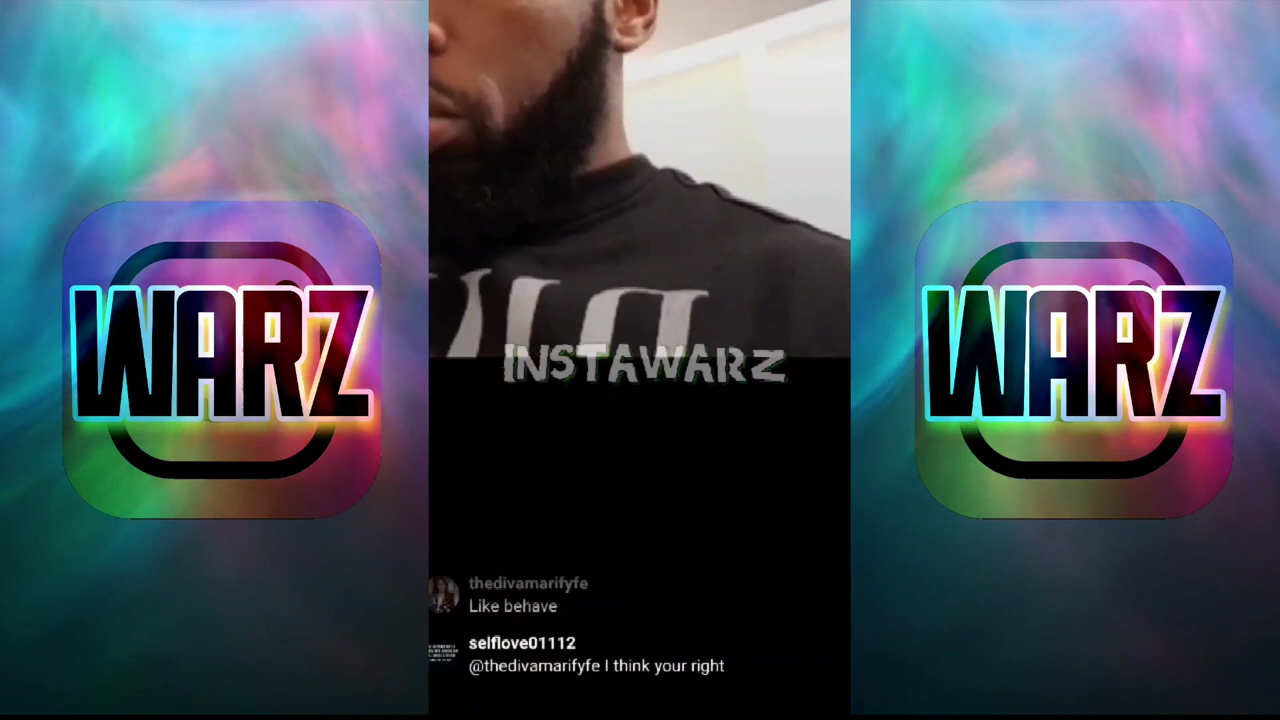 WARZ
INSTAWARZ
thedivamarifyfe
Like behave
selflove01112
@thedivamarifyfe I think your right
WARZ